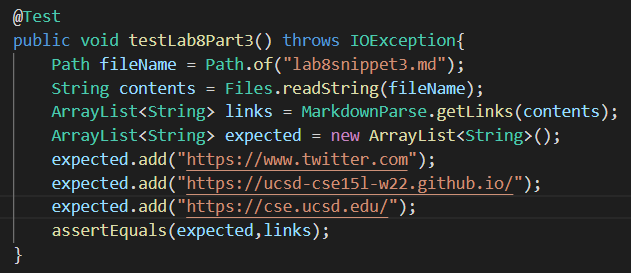 @Test
public void testLab8Part3() throws IOException{
Path fileName = Path.of("lab8snippet3.md");
String contents = Files.readString(fileName);
ArrayList<String> links = MarkdownParse.getLinks(contents);
ArrayList<String> expected = new ArrayList<String>();
expected.add("https://www.twitter.com");
expected.add("https://ucsd-cse15l-w22.github.io/");
expected.add("https://cse.ucsd.edu/");
assertEquals(expected,links);
}